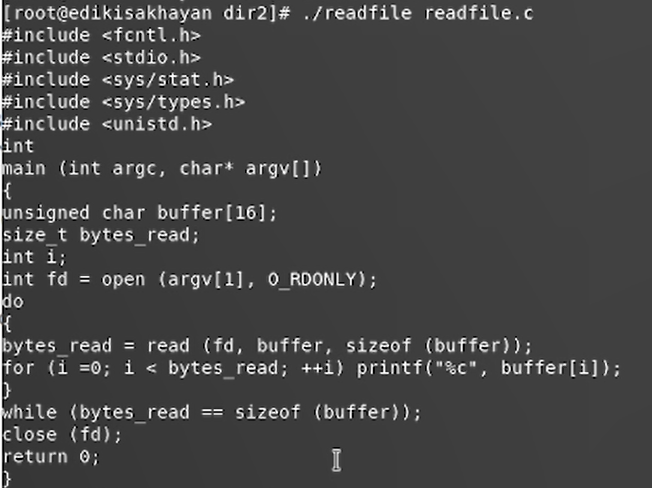 [root@edikisakhayan dir2]# ./readfile readfile.c
#include <fcntl.h>
#include <stdio.h>
#include <sys/stat.h>
#include <sys/types.h>
#include <unistd.h>
int
main (int argc, char* argv[])
{
unsigned char buffer[16];
size_t bytes_read;
int i;
int fd = open (argv[1], O_RDONLY);
do
{
bytes_read = read (fd, buffer, sizeof (buffer));
for (i =0; i < bytes_read; ++i) printf("%c", buffer[i]);
}
while (bytes_read == sizeof (buffer));
close (fd);
return 0;
}